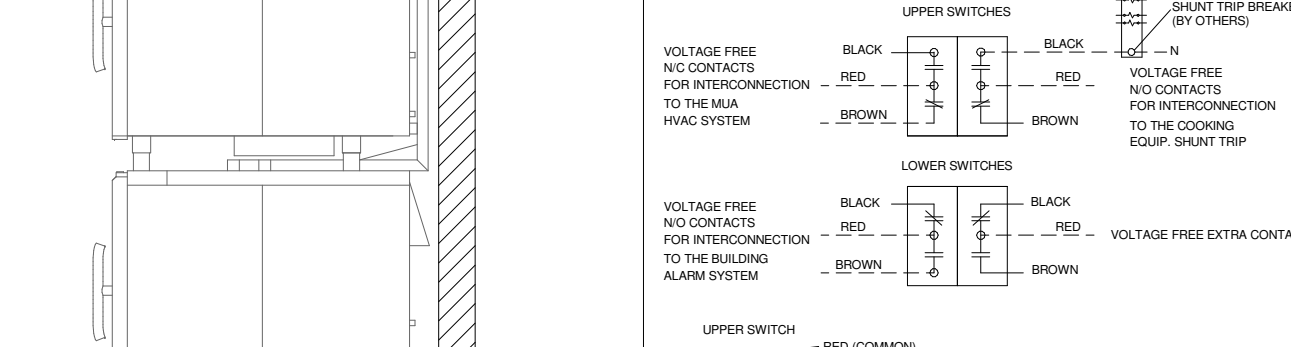 UPPER SWITCHES
SHUNT TRIP
(BY OTHERS)
VOLTAGE FREE
N/C CONTACTS
FOR INTERCONNECTION
TO THE MUA
HVAC SYSTEM
BLACK
RED
BROWN
BLACK
N
RED
BROWN
VOLTAGE FREE
N/O CONTACTS
FOR INTERCONNECTION
TO THE COOKING
EQUIP. SHUNT TRIP
LOWER SWITCHES
VOLTAGE FREE
N/O CONTACTS
FOR INTERCONNECTION
TO THE BUILDING
ALARM SYSTEM
BLACK
RED
BROWN
BLACK
RED
BROWN
VOLTAGE FREE EXTRA
UPPER SWITCH
RED (COMMON)